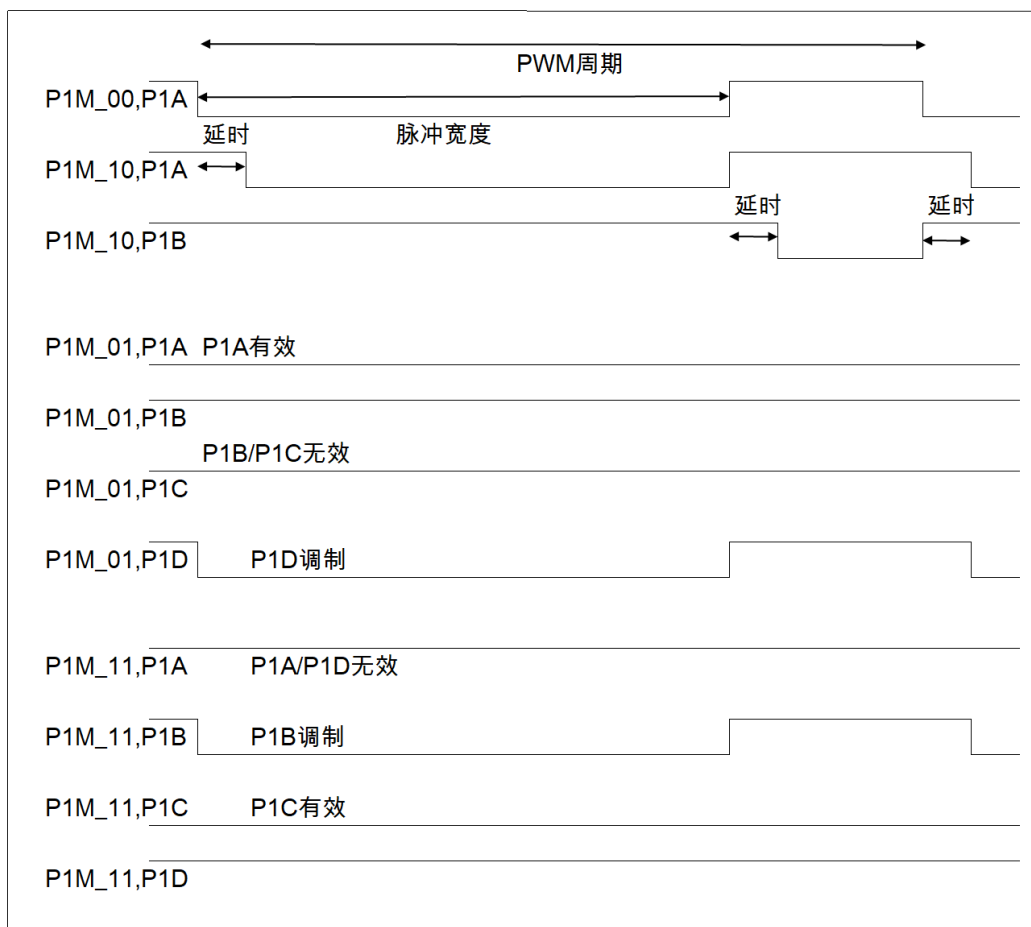 PWM周期
P1M_00,P1A
延时 脉冲宽度
P1M_10,P1A
延时 延时
P1M_10,P1B
P1M_01,P1A P1A有效
P1M_01,P1B
P1B/P1C无效
P1M_01,P1C
P1M_01,P1D P1D调制
P1M_11,P1A P1A/P1D无效
P1M_11,P1B P1B调制
P1M_11,P1C P1C有效
P1M_11,P1D